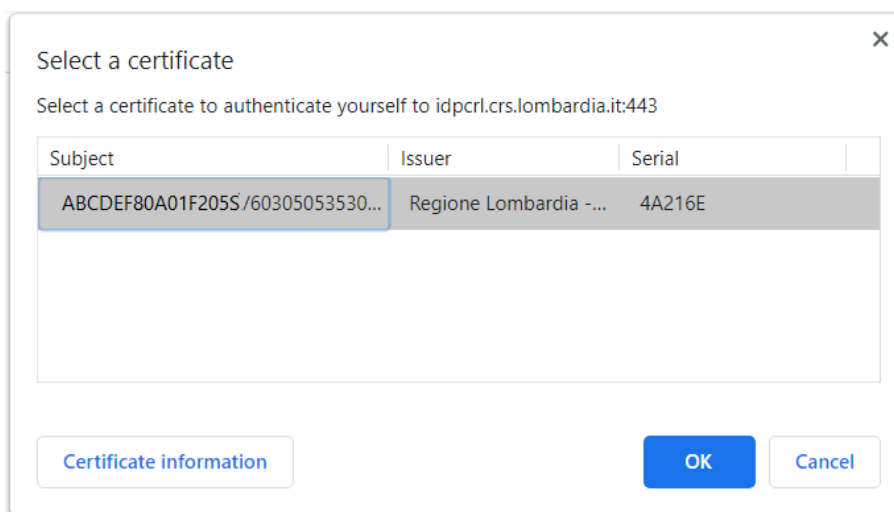 Select a certificate
Select a certificate to authenticate yourself to idpcrl.crs.lombardia.it:443
Subject Issuer Serial
ABCDEF80A01F205S/60305053530... Regione Lombardia -... 4A216E
Certificate information OK Cancel